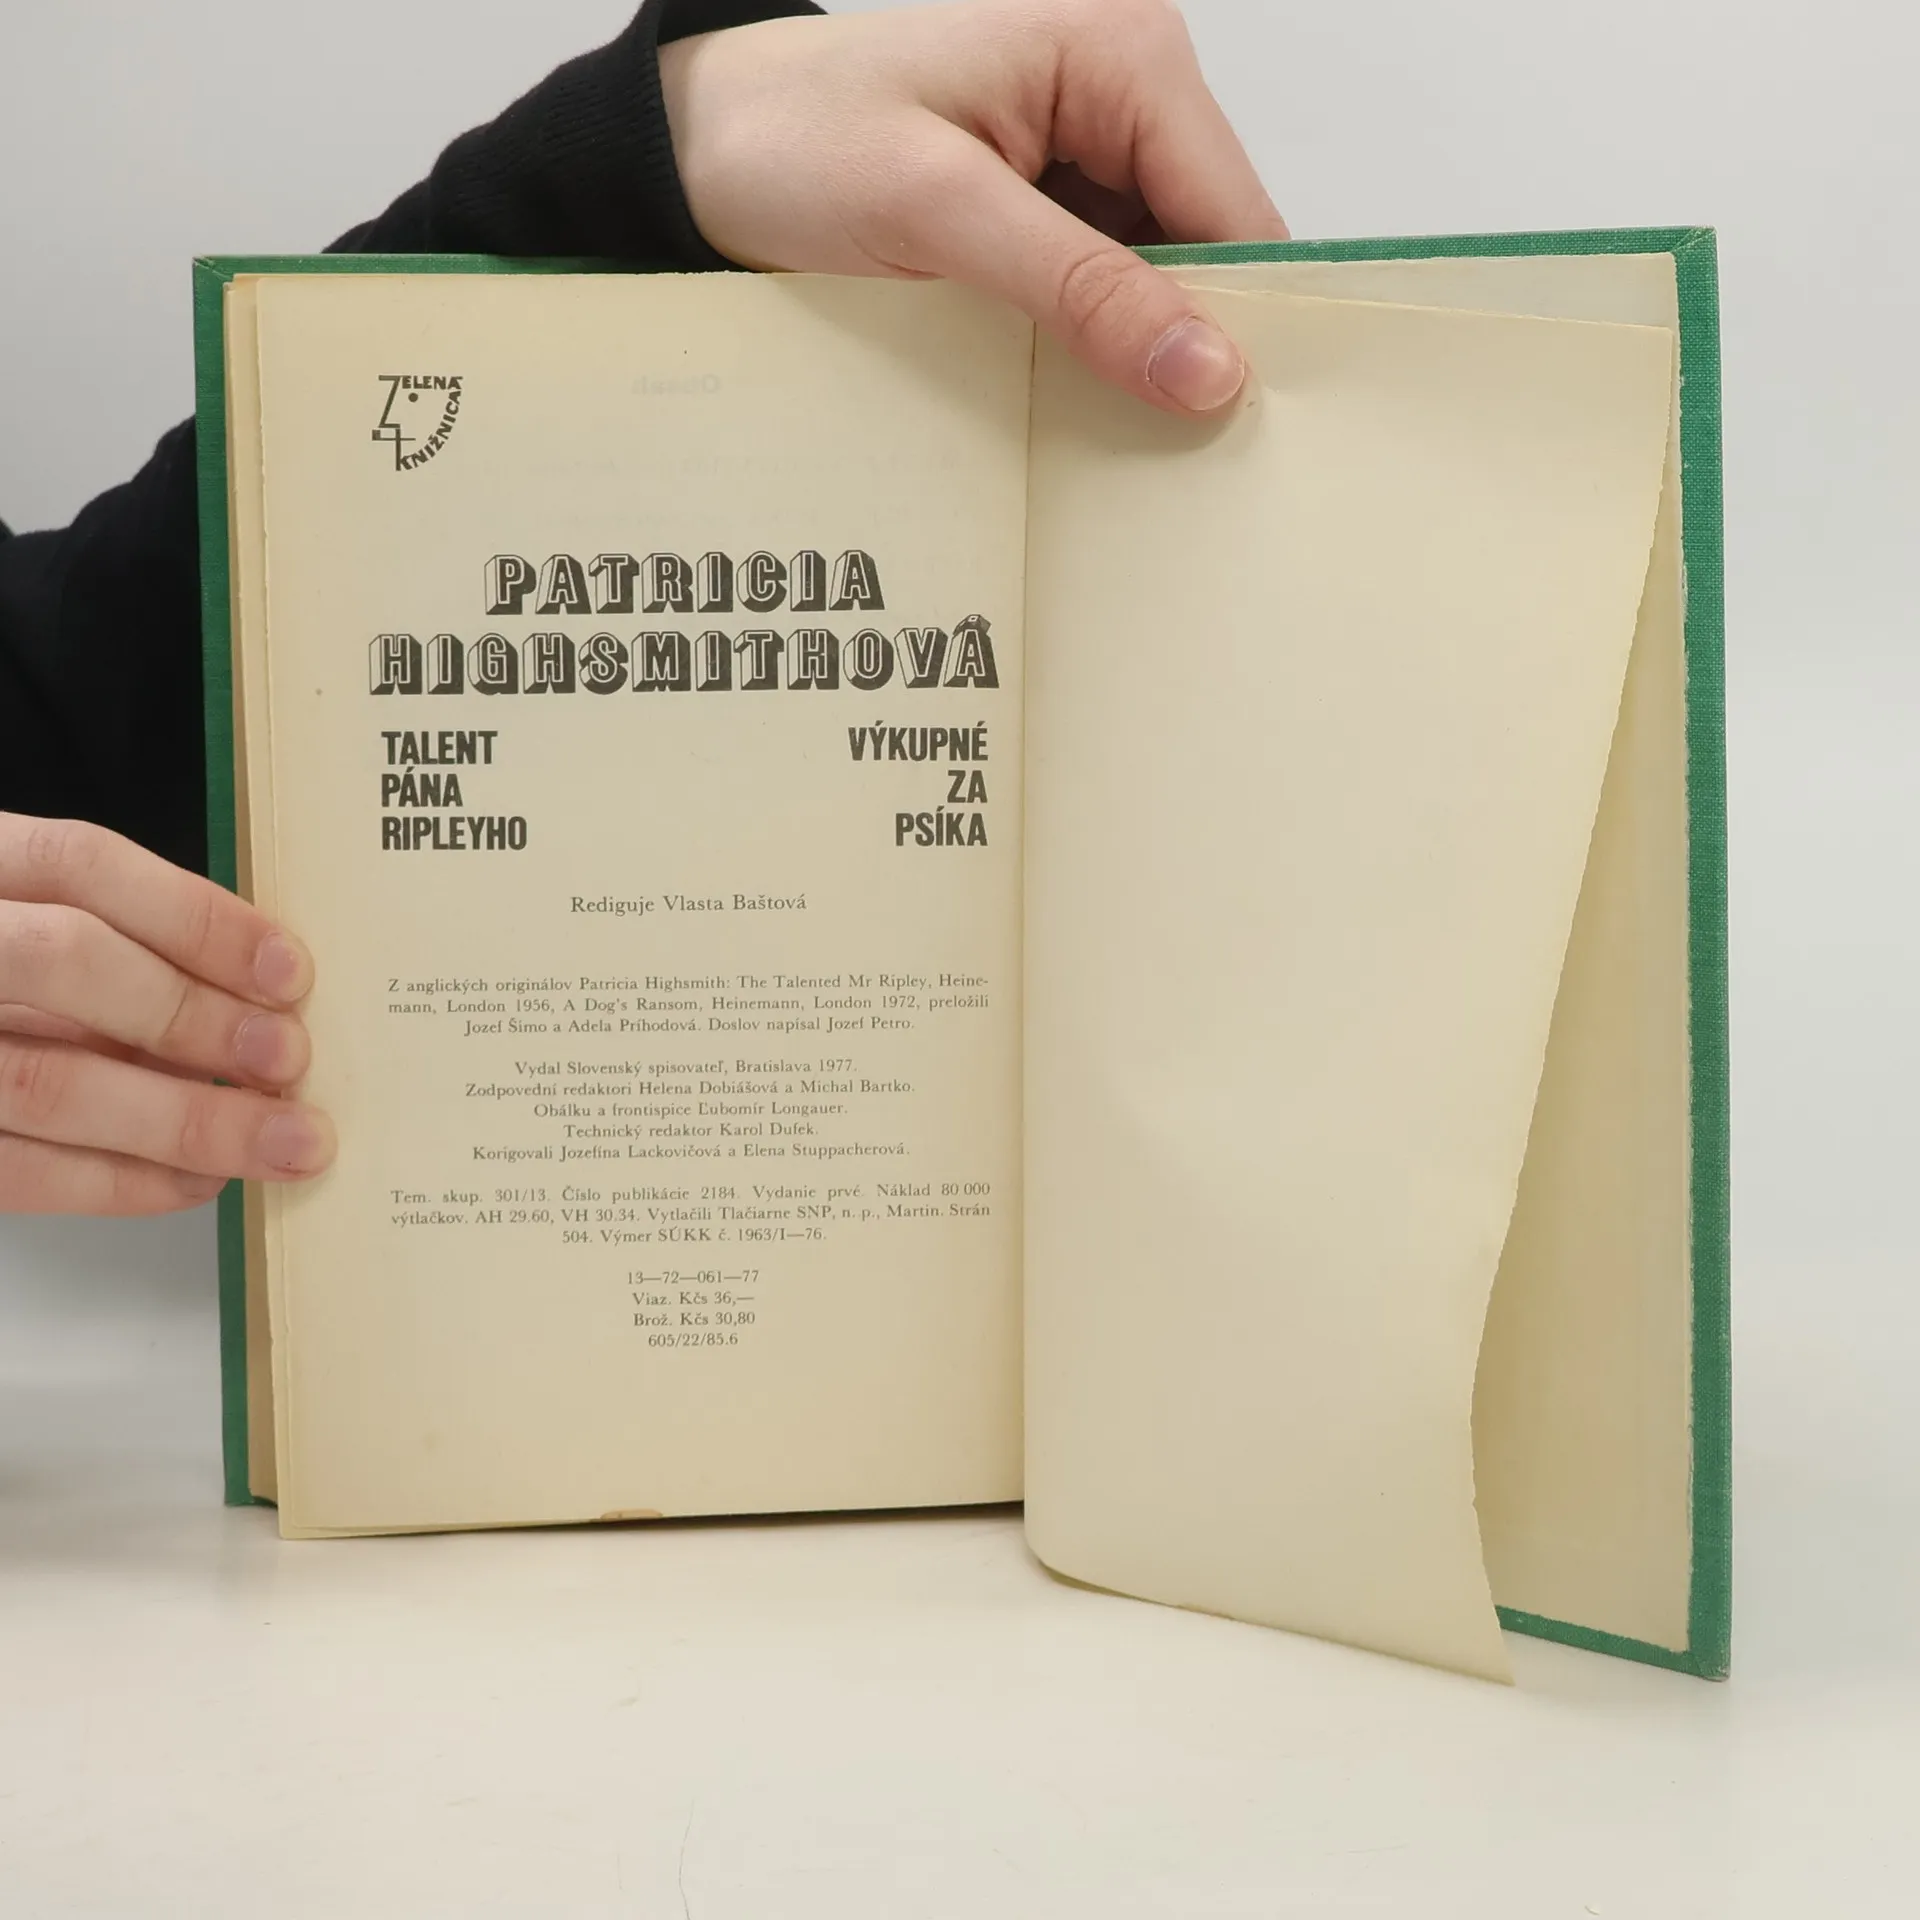 ZELENÁ
KNIŽNICA
PATRICIA
HIGHSMITHOVÁ
TALENT
PÁNA
RIPLEYHO
VÝKUPNÉ
ZA
PSÍKA
Rediguje Vlasta Baštová
Z anglických originálov Patricia Highsmith: The Talented Mr Ripley, Heine-
mann, London 1956, A Dog's Ransom, Heinemann, London 1972, preložili
Jozef Šimo a Adela Príhodová. Doslov napísal Jozef Petro.
Vydal Slovenský spisovateľ, Bratislava 1977.
Zodpovední redaktori Helena Dobiášová a Michal Bartko.
Obálku a frontispice Ľubomír Longauer.
Technický redaktor Karol Dufek.
Korigovali Jozefína Lackovičová a Elena Stuppacherová.
Tem. skup. 301/13. Číslo publikácie 2184. Vydanie prvé. Náklad 80 000
výtlačkov. AH 29.60, VH 30.34. Vytlačili Tlačiarne SNP, n. p., Martin. Strán
504. Výmer SÚKK č. 1963/I—76.
13—72—061—77
Viaz. Kčs 36,—
Brož. Kčs 30,80
605/22/85.6